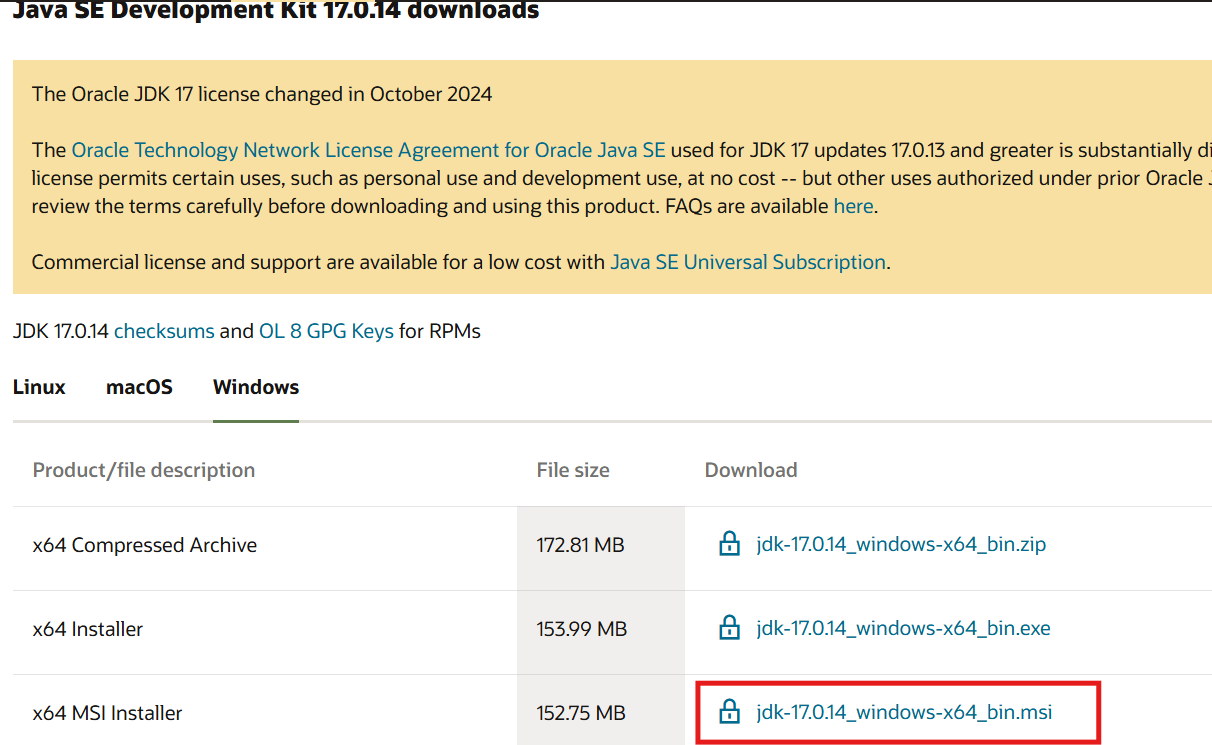 Java SE Development Kit 17.0.14 downloads
The Oracle JDK 17 license changed in October 2024
The Oracle Technology Network License Agreement for Oracle Java SE used for JDK 17 updates 17.0.13 and greater is substantially
license permits certain uses, such as personal use and development use, at no cost -- but other uses authorized under prior Oracle
review the terms carefully before downloading and using this product. FAQs are available here.
Commercial license and support are available for a low cost with Java SE Universal Subscription.
JDK 17.0.14 checksums and OL 8 GPG Keys for RPMs
Linux macOS Windows
Product/file description File size Download
x64 Compressed Archive 172.81 MB jdk-17.0.14_windows-x64_bin.zip
x64 Installer 153.99 MB jdk-17.0.14_windows-x64_bin.exe
x64 MSI Installer 152.75 MB jdk-17.0.14_windows-x64_bin.msi